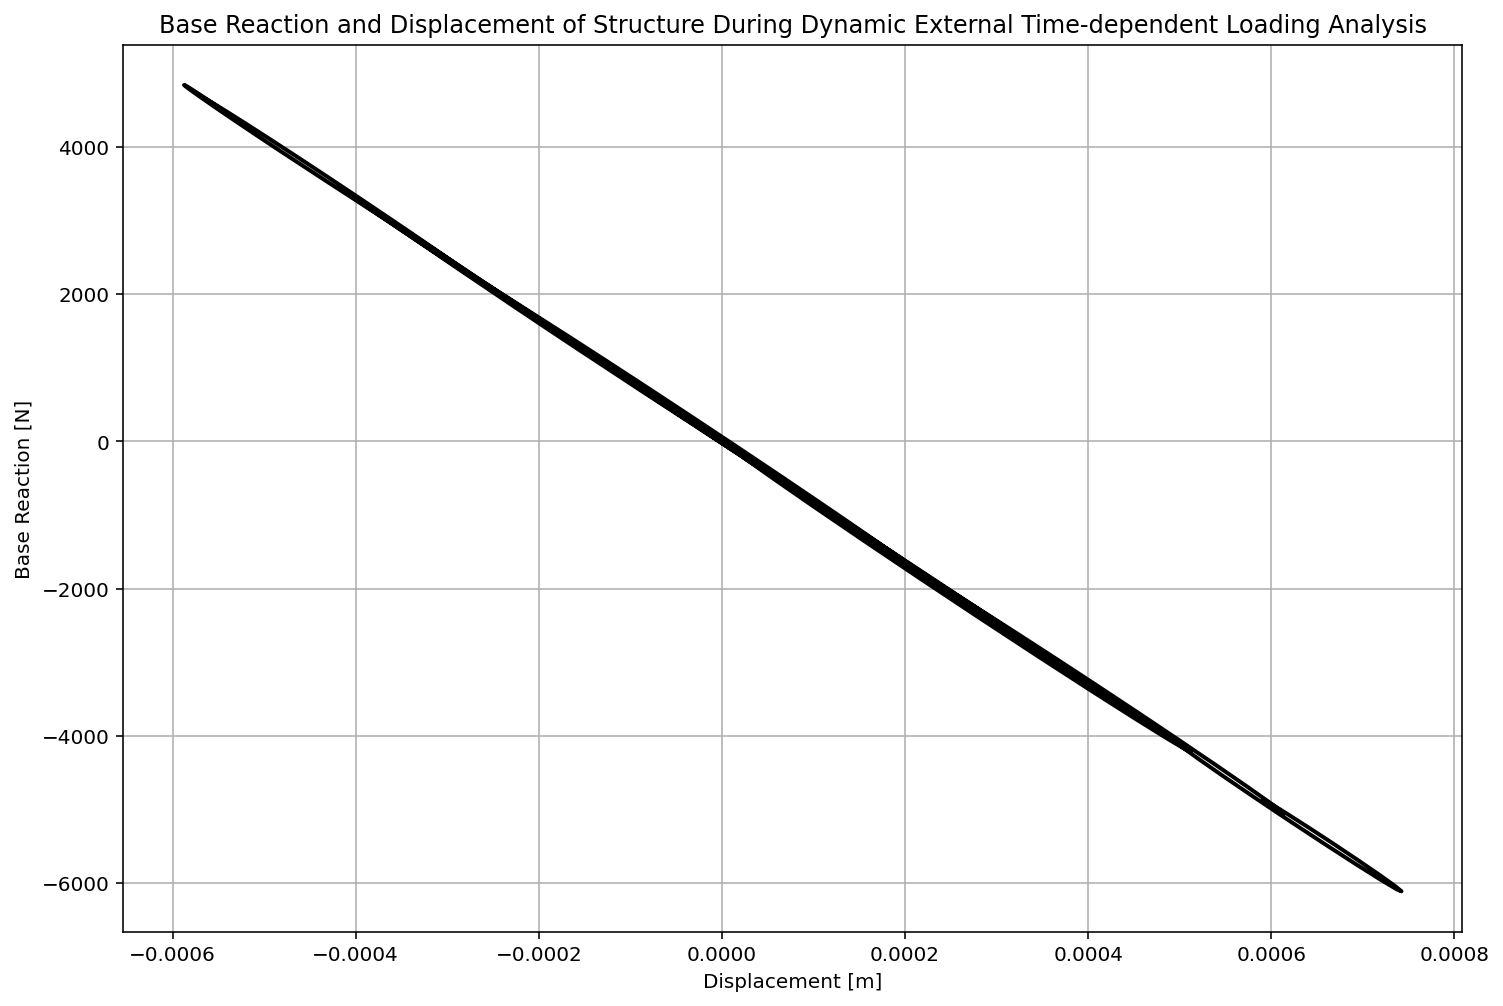 Base Reaction and Displacement of Structure During Dynamic External Time-dependent Loading Analysis
Base Reaction [N]
4000
2000
0
−2000
−4000
−6000
−0.0006 −0.0004 −0.0002 0.0000 0.0002 0.0004 0.0006 0.0008
Displacement [m]